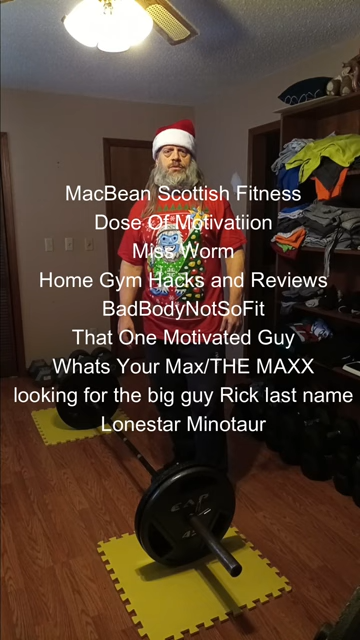 MacBean Scottish Fitness
Dose Of Motivatiion
Miss Worm
Home Gym Hacks and Reviews
BadBodyNotSoFit
That One Motivated Guy
Whats Your Max/THE MAXX
looking for the big guy Rick last name
Lonestar Minotaur
CAP